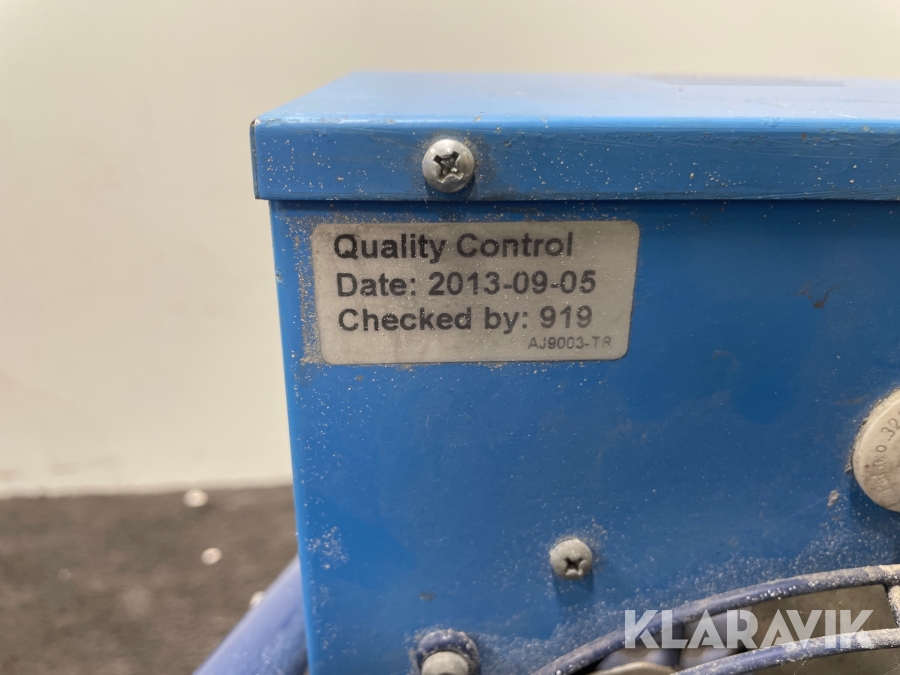 Quality Control
Date: 2013-09-05
Checked by: 919
AJ9003-TR
KLARAVIK